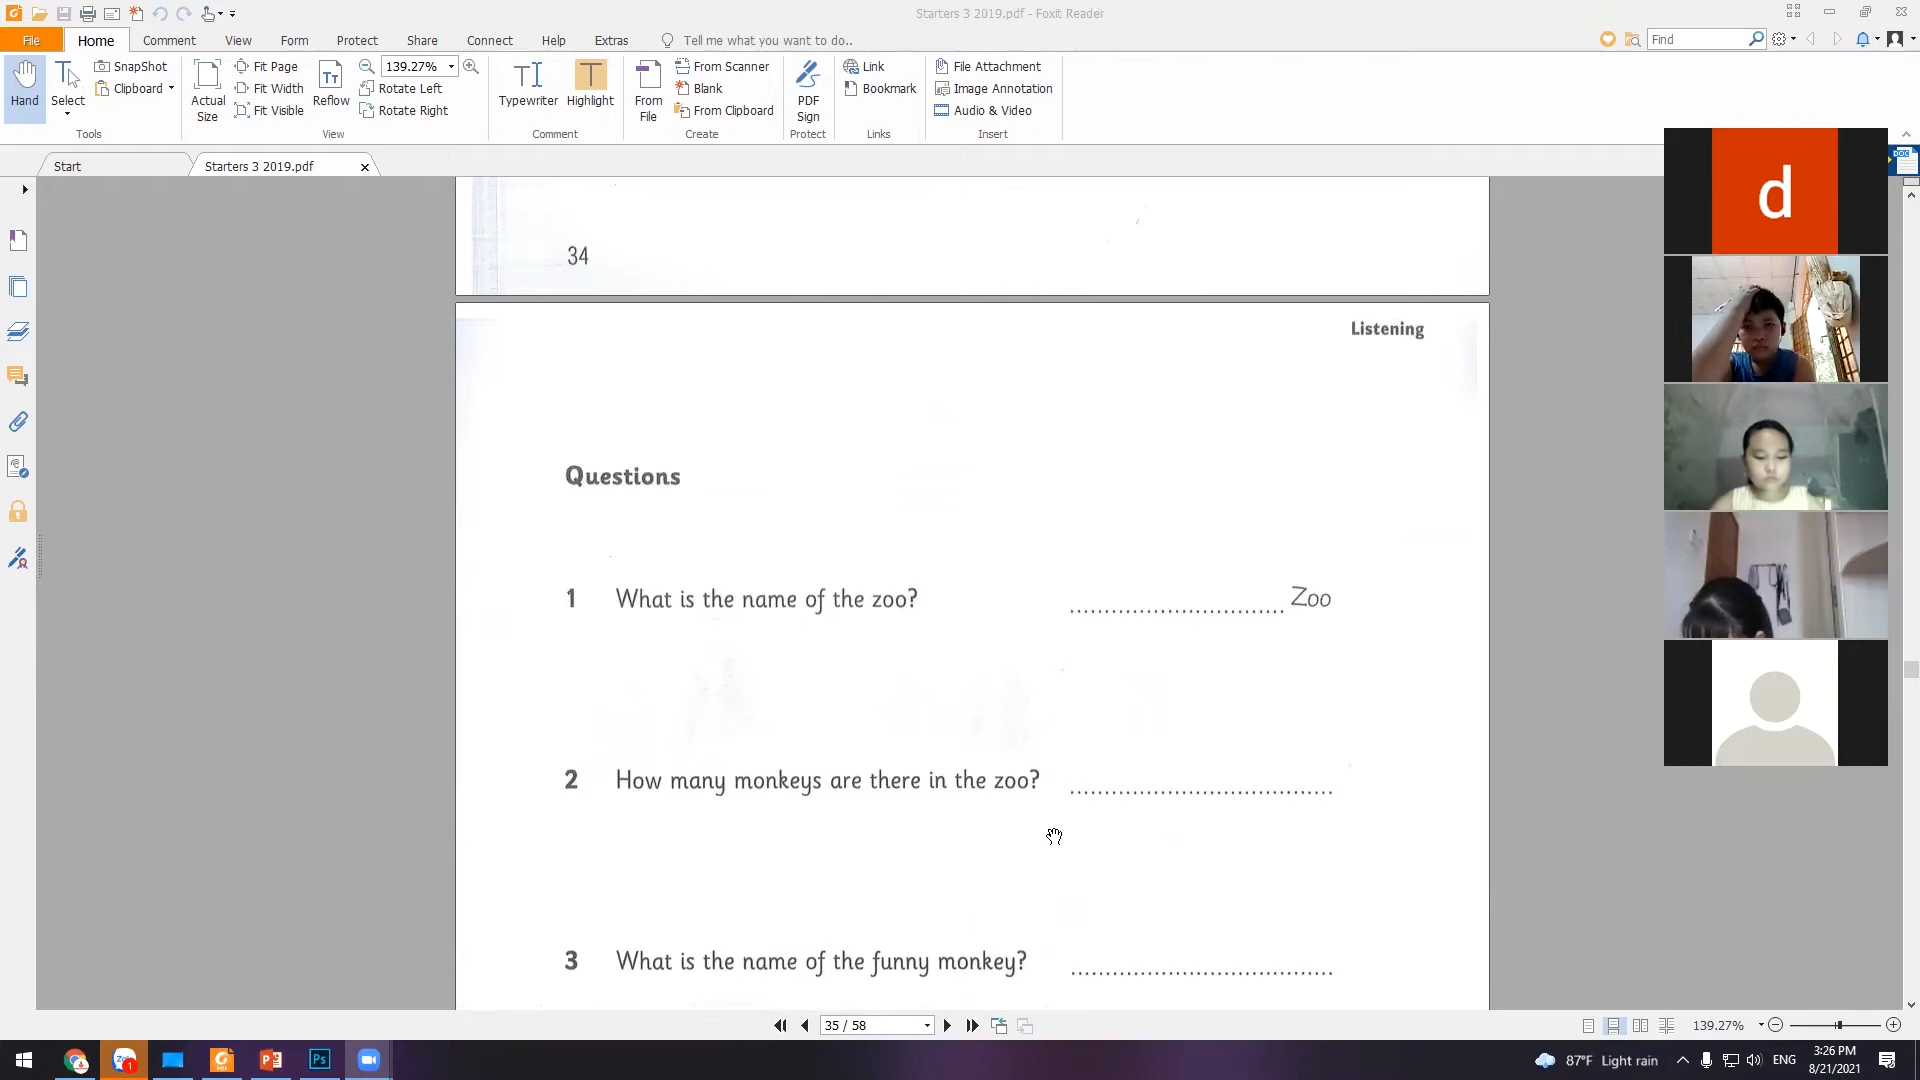 Starters 3 2019.pdf - Foxit Reader
File Home Comment View Form Protect Share Connect Help Extras Tell me what you want to do.. Find
Hand
Select
SnapShot
Clipboard
Tools
Actual Size
Fit Page
Fit Width
Fit Visible
Reflow
139.27%
Rotate Left
Rotate Right
View
Typewriter
Highlight
Comment
From File
From Scanner
Blank
From Clipboard
Create
PDF Sign
Protect
Link
Bookmark
Links
File Attachment
Image Annotation
Audio & Video
Insert
Start
Starters 3 2019.pdf
DOC
d
34
Listening
Questions
1 What is the name of the zoo? .............................. Zoo
2 How many monkeys are there in the zoo? .....................................
3 What is the name of the funny monkey? .....................................
35 / 58
139.27%
Zoo
1
Ps
87°F Light rain
ENG
3:26 PM
8/21/2021